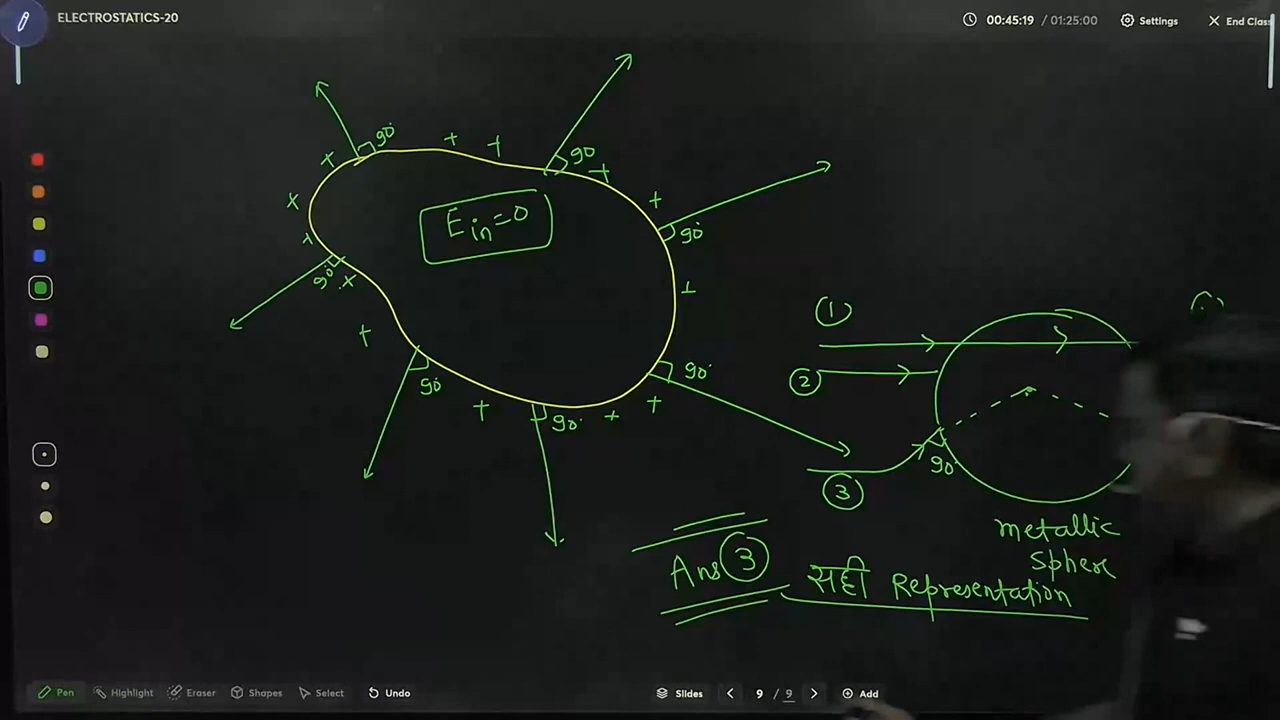 ELECTROSTATICS-20
00:45:19 / 01:25:00
Settings
End Class
90°
+ +
+
90
+
+
x
E in = 0
90°
90°
x
+
①
+
90°
②
90
+
90°
+
+
90°
③
metallic
Sphere
Ans ③
सही Representation
Pen
Highlight
Eraser
Shapes
Select
Undo
Slides
9 / 9
Add